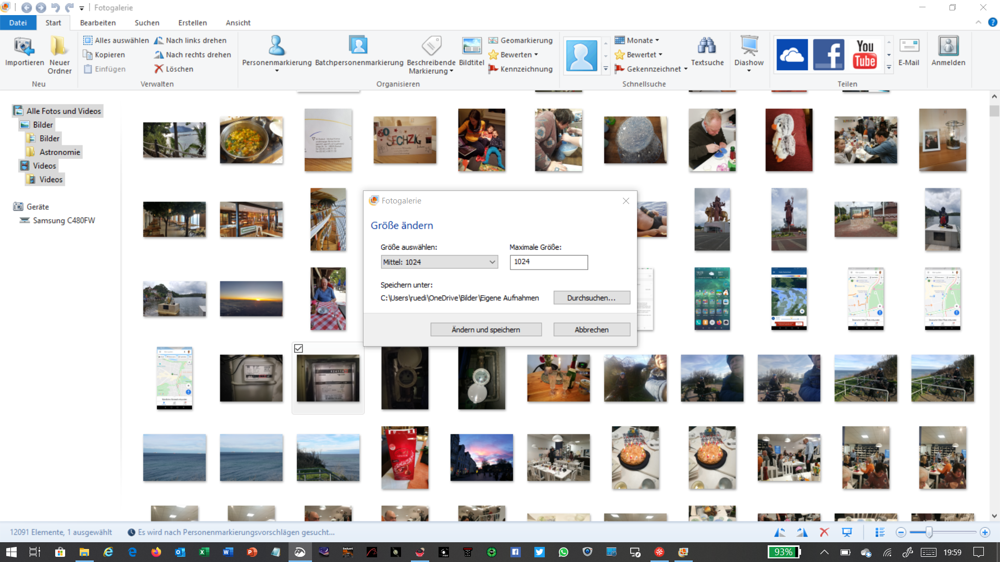 Fotogalerie
Datei Start Bearbeiten Suchen Erstellen Ansicht
Importieren
Neuer
Ordner
Neu
Alles auswählen
Kopieren
Einfügen
Nach links drehen
Nach rechts drehen
Löschen
Verwalten
Personenmarkierung
Batchpersonenmarkierung
Beschreibende
Markierung
Bildtitel
Geomarkierung
Bewerten
Kennzeichnung
Organisieren
Monate
Bewertet
Gekennzeichnet
Textsuche
Schnellsuche
Diashow
You
Tube
E-Mail
Teilen
Anmelden
Alle Fotos und Videos
Bilder
Bilder
Astronomie
Videos
Videos
Geräte
Samsung C480FW
SECHZIG
Fotogalerie
Größe ändern
Größe auswählen:
Maximale Größe:
Mittel: 1024
1024
Speichern unter:
C:\Users\ruedi\OneDrive\Bilder\Eigene Aufnahmen
Durchsuchen...
Ändern und speichern
Abbrechen
12091 Elemente, 1 ausgewählt
Es wird nach Personenmarkierungsvorschlägen gesucht...
93%
19:59